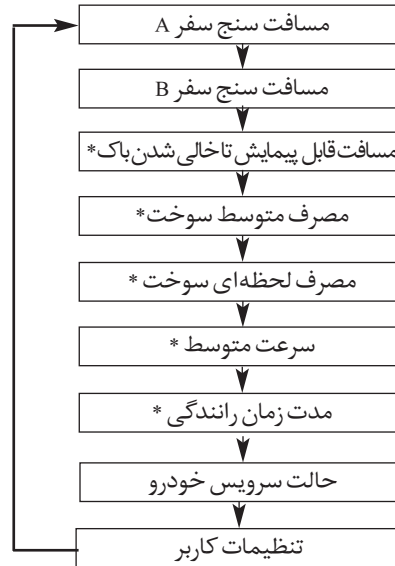 مسافت سنج سفر A
مسافت سنج سفر B
مسافت قابل پیمایش تا خالی شدن باک *
مصرف متوسط سوخت *
مصرف لحظه‌ای سوخت *
سرعت متوسط *
مدت زمان رانندگی *
حالت سرویس خودرو
تنظیمات کاربر